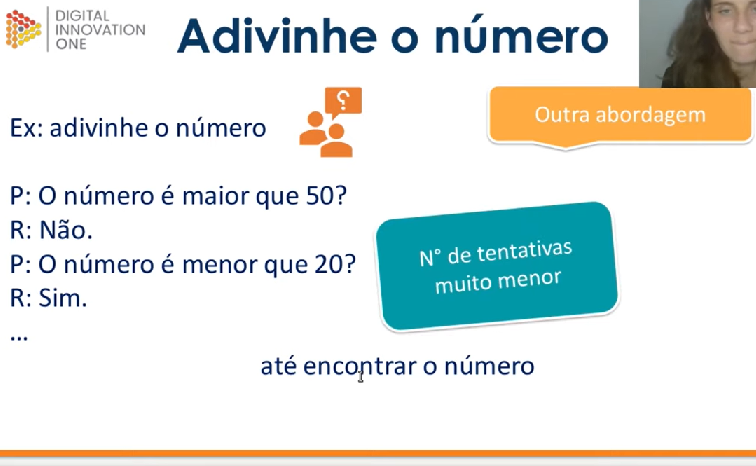 DIGITAL
INNOVATION
ONE
Adivinhe o número
Outra abordagem
Ex: adivinhe o número
P: O número é maior que 50?
R: Não.
P: O número é menor que 20?
R: Sim.
...
N° de tentativas
muito menor
até encontrar o número